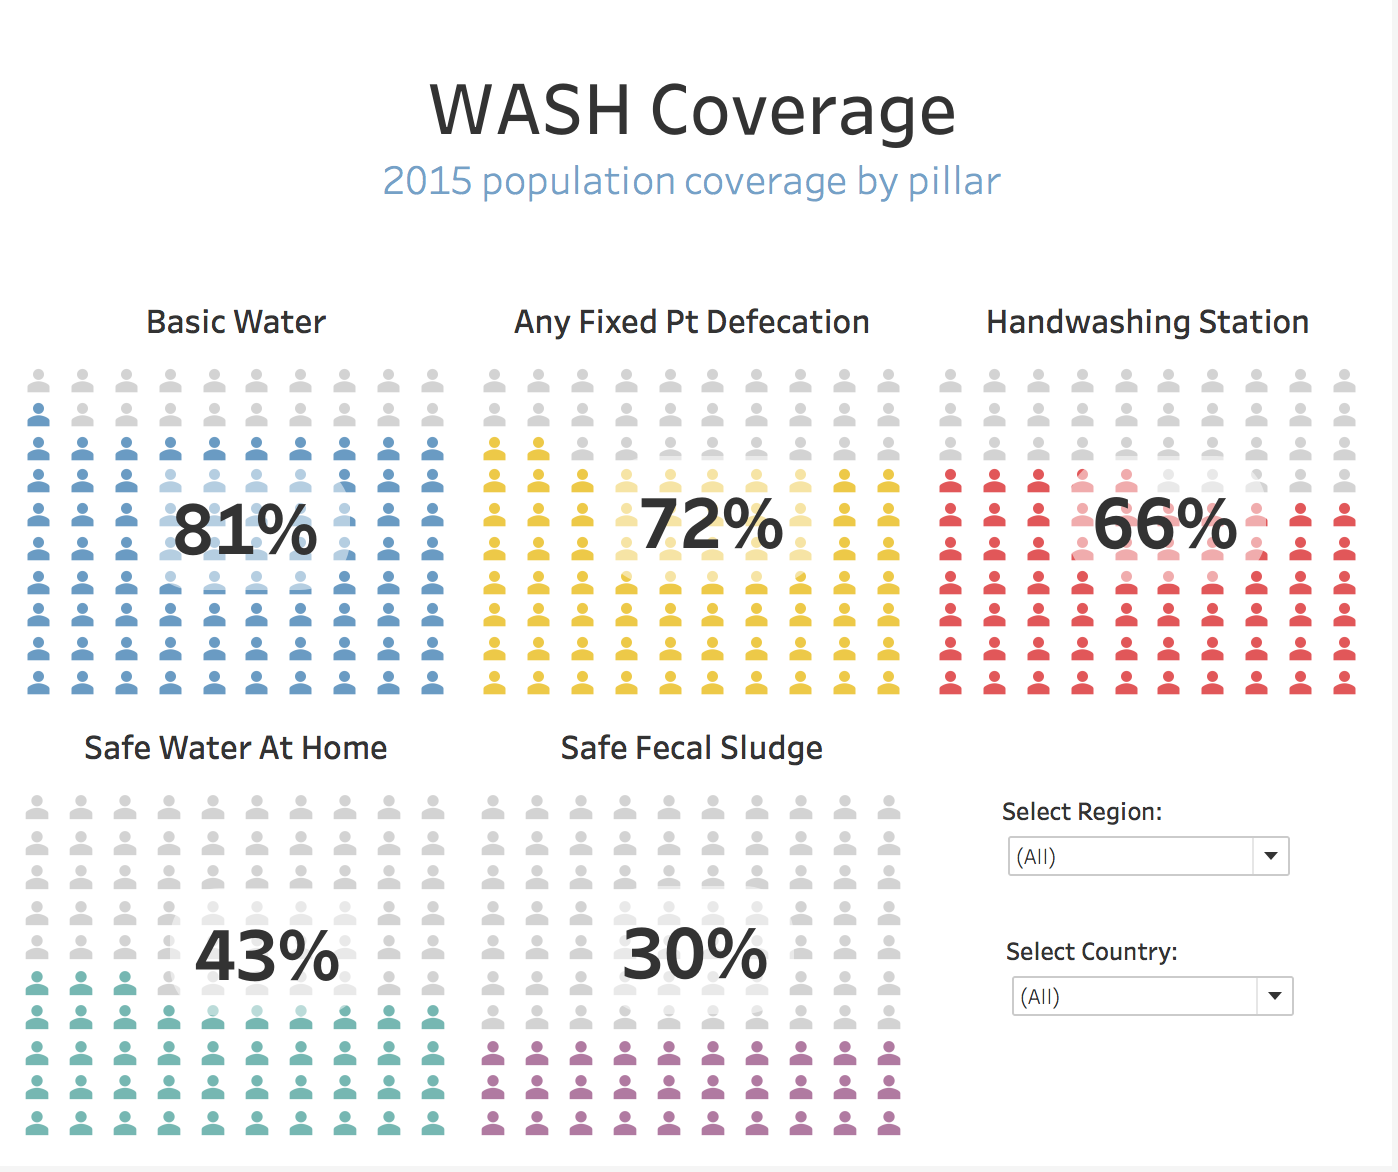 WASH Coverage
2015 population coverage by pillar
Basic Water
Any Fixed Pt Defecation
Handwashing Station
81%
72%
66%
Safe Water At Home
Safe Fecal Sludge
43%
30%
Select Region:
(All)
Select Country:
(All)